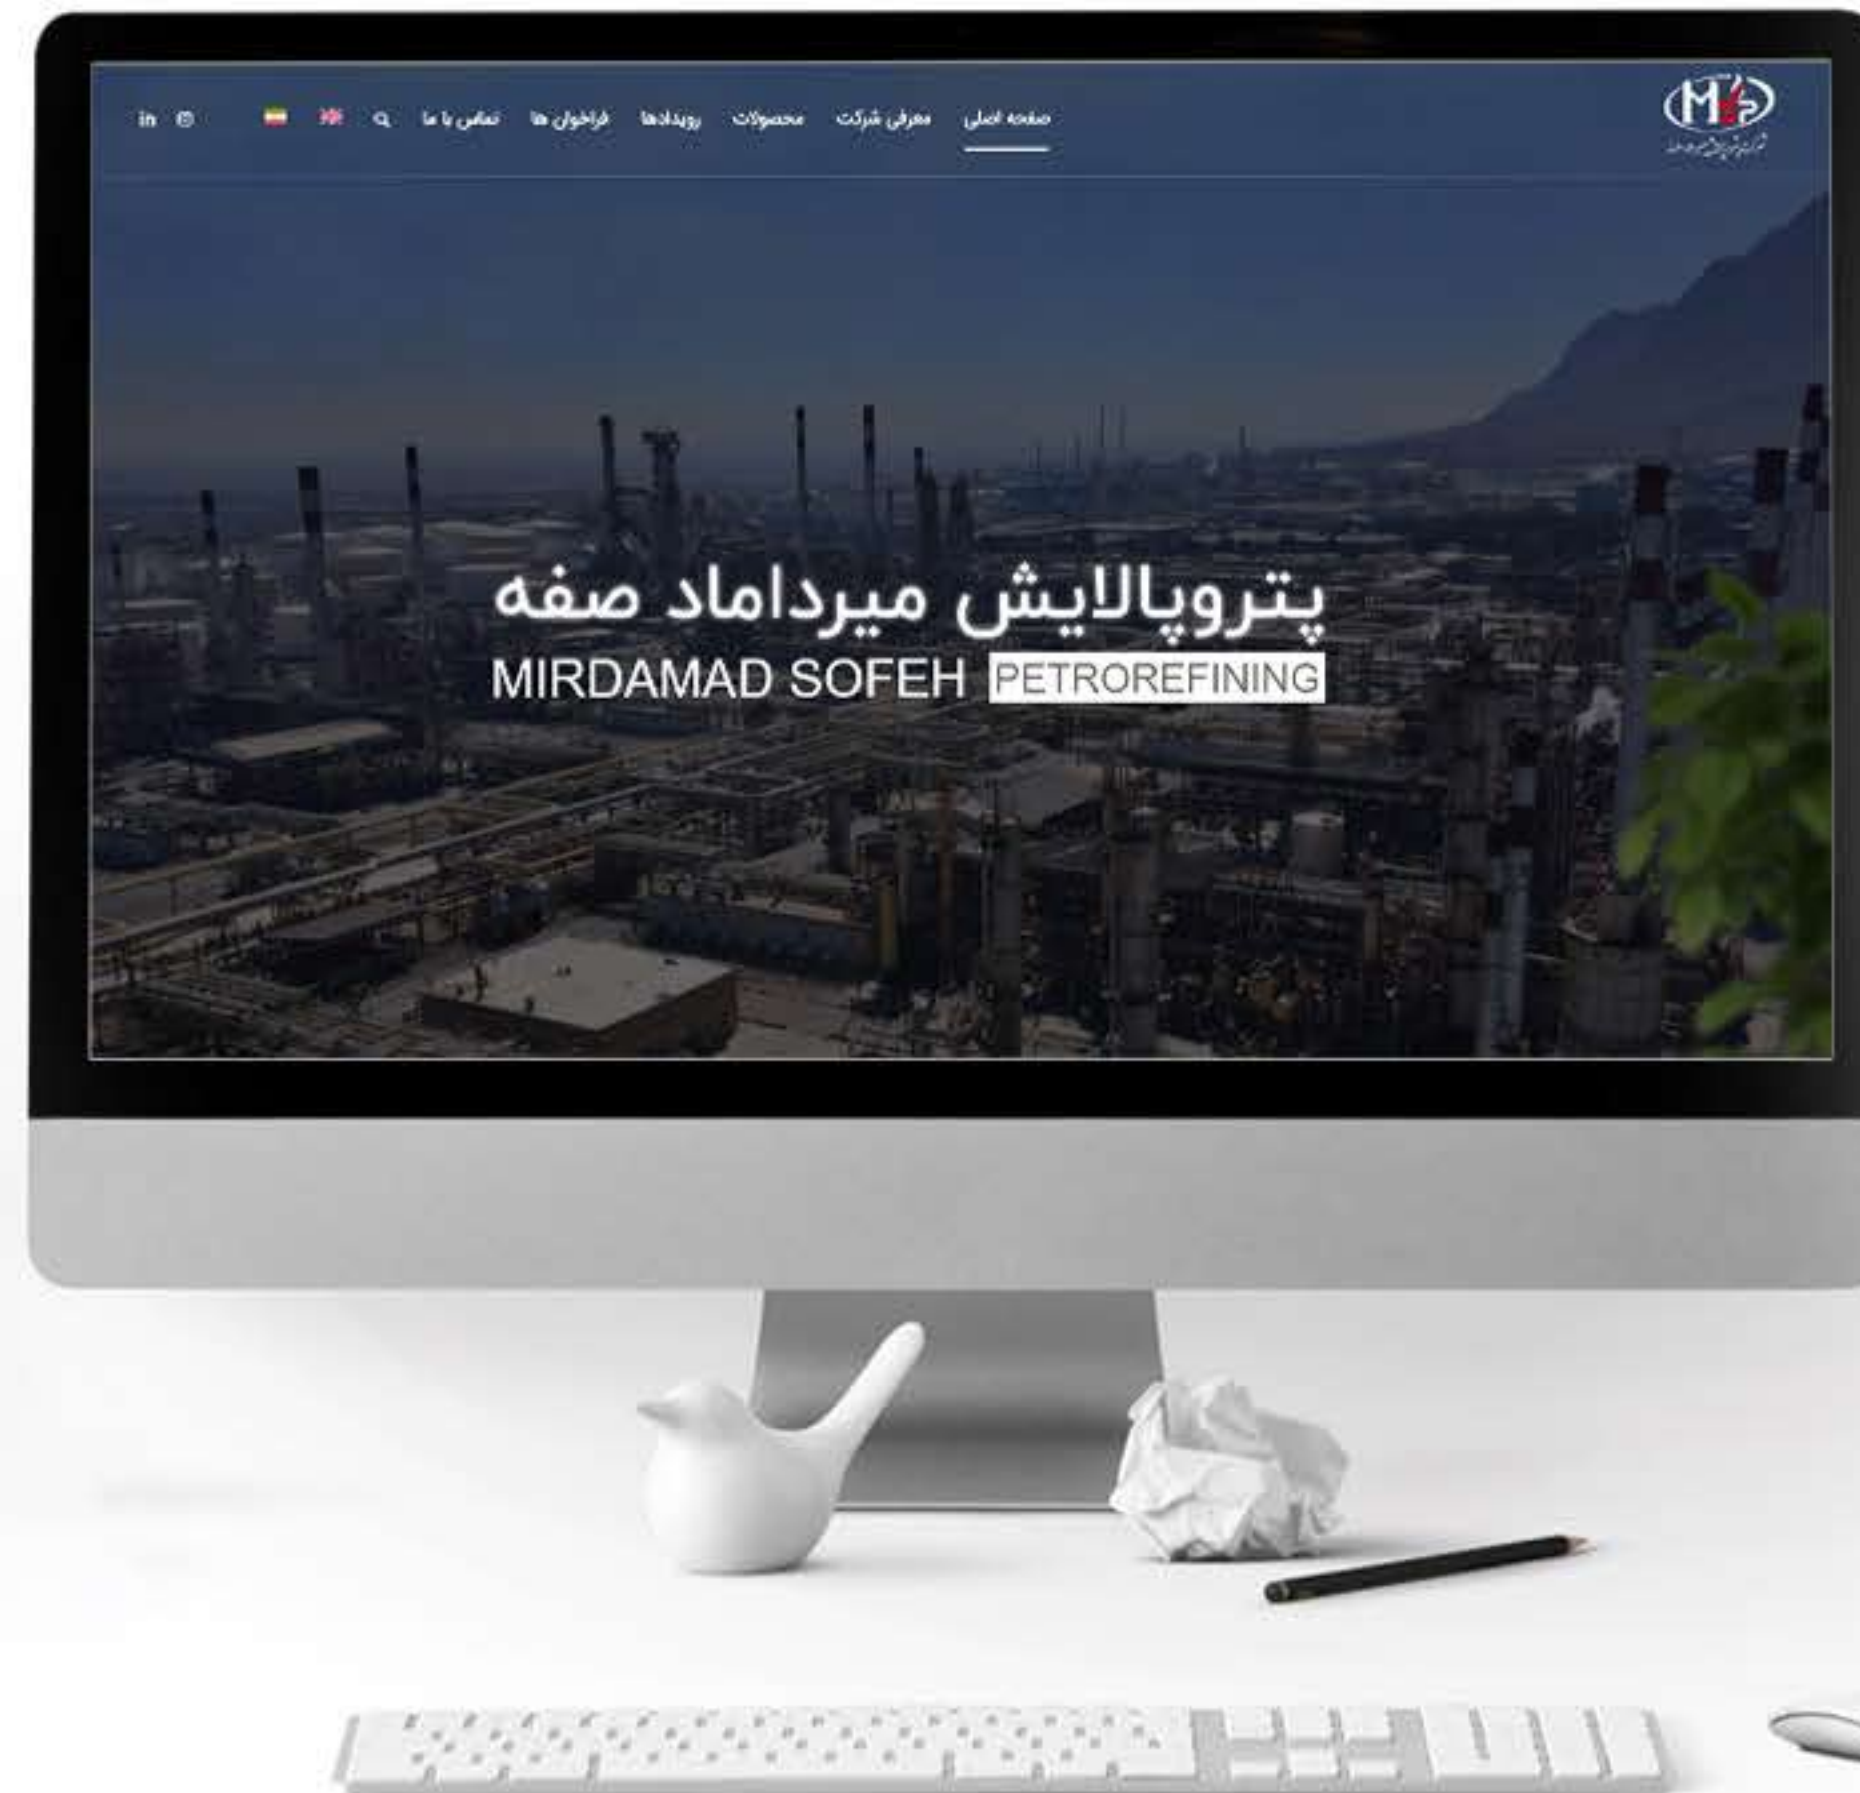 صفحه اصلی معرفی شرکت محصولات رویدادها فراخوان ها تماس با ما
in
پتروپالایش میرداماد صفه
MIRDAMAD SOFEH PETROREFINING